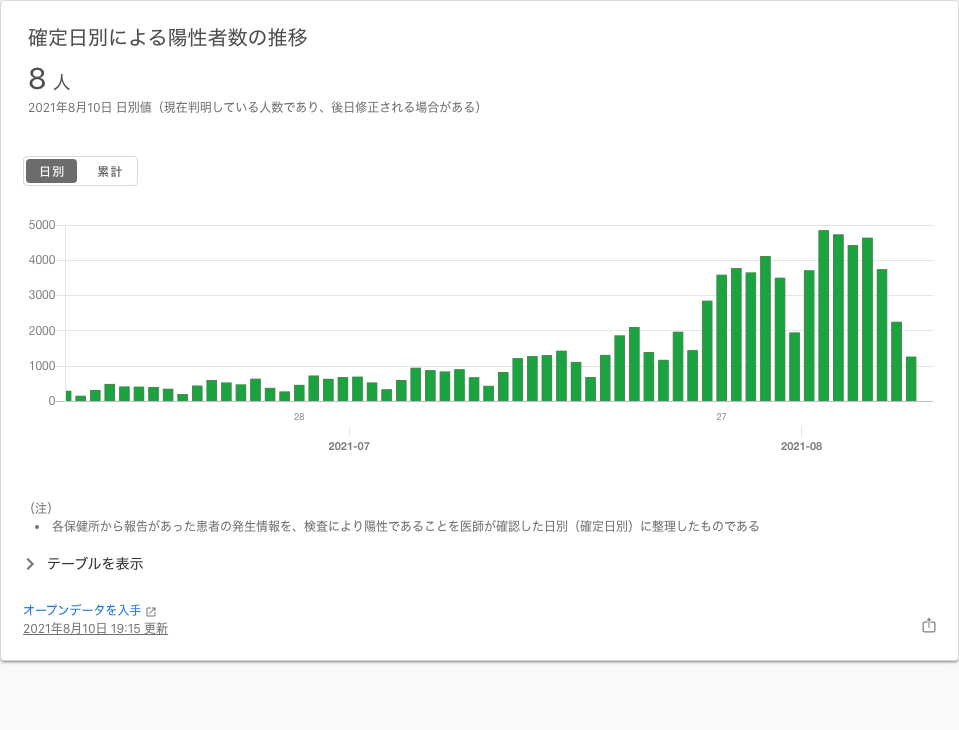 確定日別による陽性者数の推移
8 人
2021年8月10日 日別値（現在判明している人数であり、後日修正される場合がある）
日別 累計
5000
4000
3000
2000
1000
0
28 27
2021-07 2021-08
（注）
• 各保健所から報告があった患者の発生情報を、検査により陽性であることを医師が確認した日別（確定日別）に整理したものである
テーブルを表示
オープンデータを入手
2021年8月10日 19:15 更新